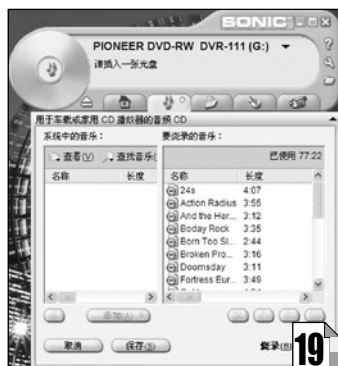 SONIC
PIONEER DVD-RW DVR-111 (G:)
请插入一张光盘
用于车载或家用 CD 播放器的音频 CD
系统中的音乐： 要烧录的音乐：
查看(V) 查找音乐( 已使用 77:22
名称 长度 名称 长度
24s 4:07
Action Radius 3:55
And the Her... 3:12
Boday Rock 3:35
Born Too Sl... 2:44
Broken Pro... 3:16
Doomsday 3:11
Fortress Eur... 3:49
添加(A)
取消 保存(S) 烧录(B)
19